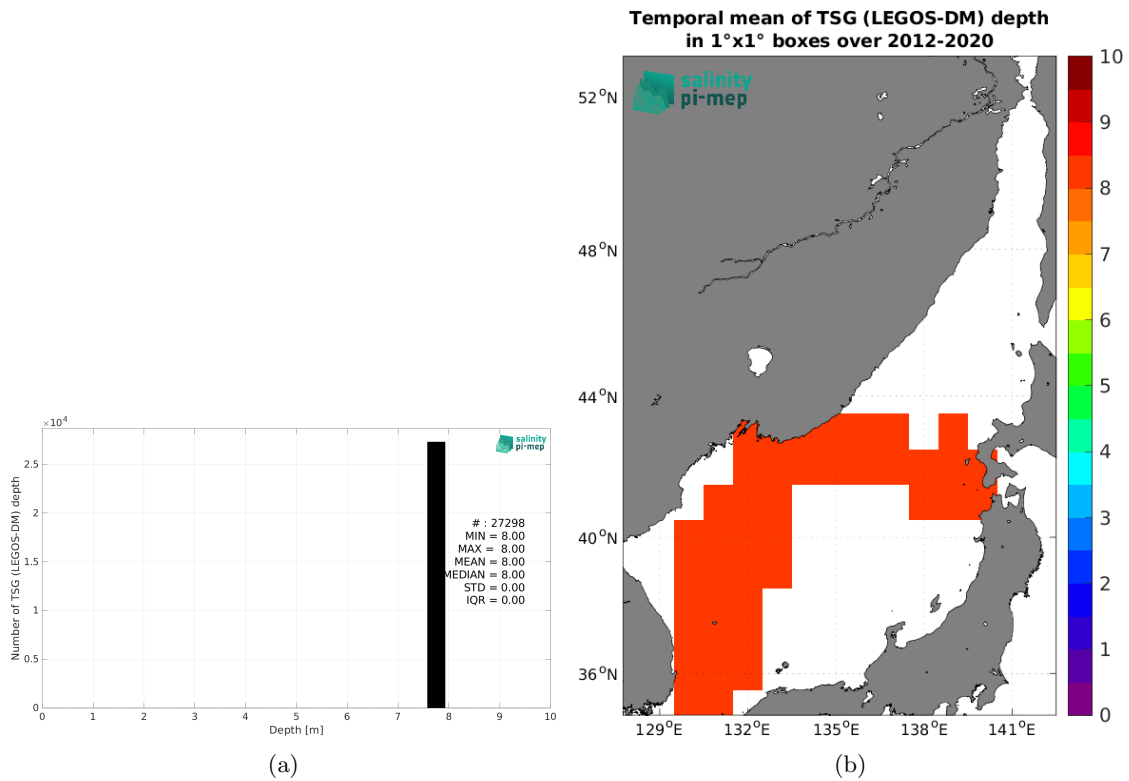 ×10⁴
2.5
2
1.5
1
0.5
0
Number of TSG (LEGOS-DM) depth
salinity
pi-mep
# : 27298
MIN = 8.00
MAX = 8.00
MEAN = 8.00
MEDIAN = 8.00
STD = 0.00
IQR = 0.00
0 1 2 3 4 5 6 7 8 9 10
Depth [m]
(a)
Temporal mean of TSG (LEGOS-DM) depth
in 1°x1° boxes over 2012-2020
salinity
pi-mep
52°N
48°N
44°N
40°N
36°N
129°E 132°E 135°E 138°E 141°E
10
9
8
7
6
5
4
3
2
1
0
(b)